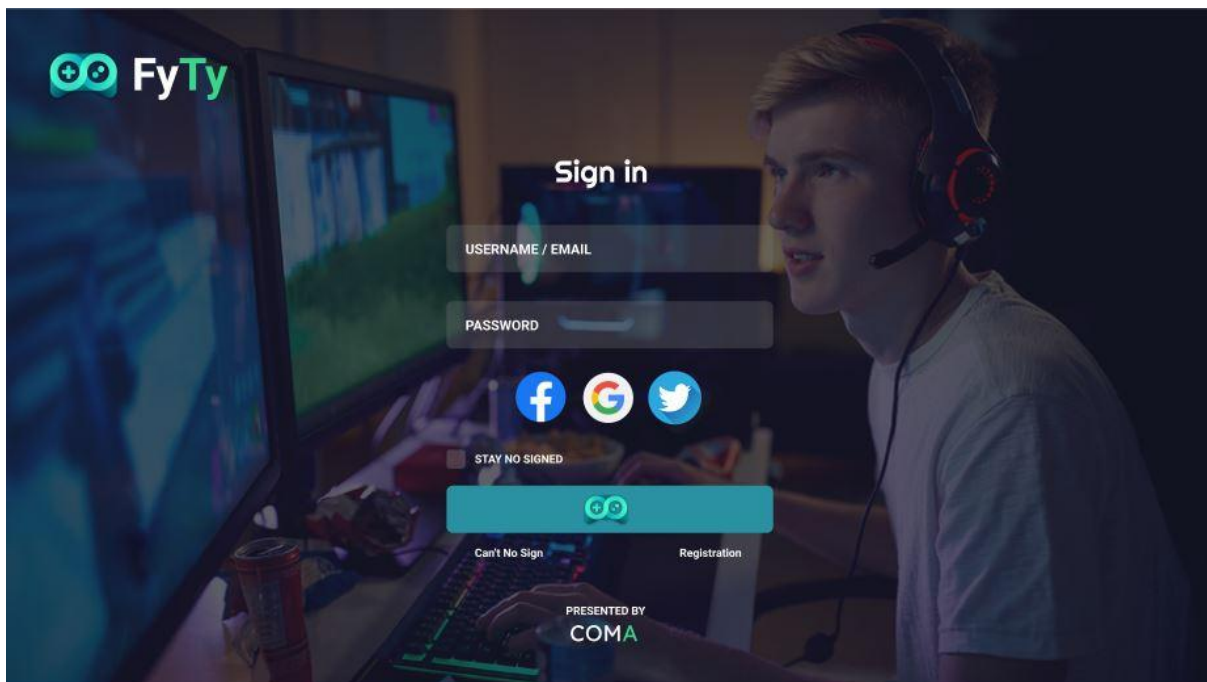 FyTy
Sign in
USERNAME / EMAIL
PASSWORD
STAY NO SIGNED
Can't No Sign
Registration
PRESENTED BY
COMA